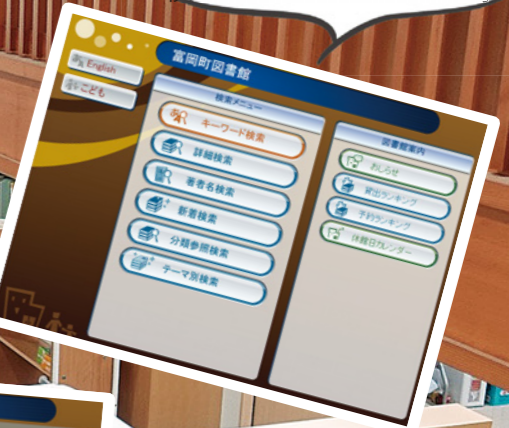 富岡町図書館
English
こども
検索メニュー
キーワード検索
詳細検索
著者名検索
新着検索
分類参照検索
テーマ別検索
図書館案内
おしらせ
貸出ランキング
予約ランキング
休館日カレンダー